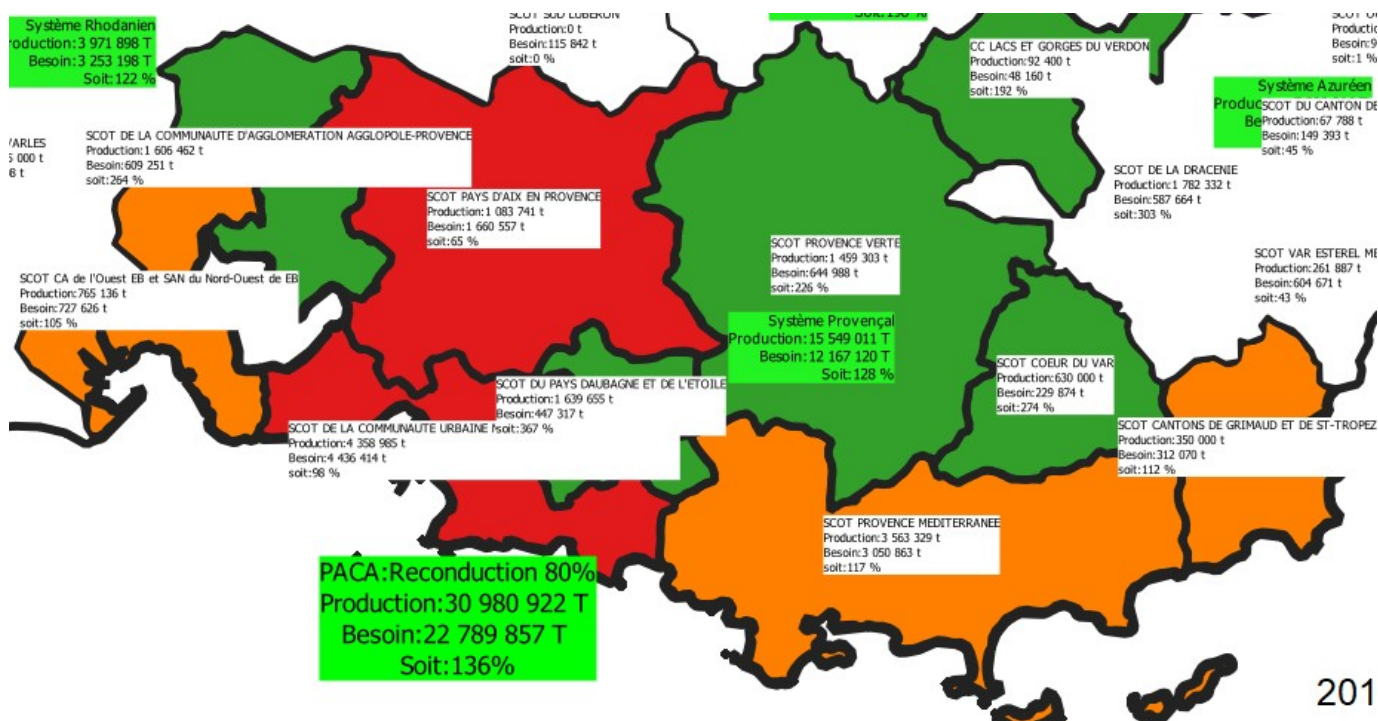 Système Rhodanien
roduction:3 971 898 T
Besoin:3 253 198 T
Soit:122 %
SCOT SUD LUBERON
Production:0 t
Besoin:115 842 t
soit:0 %
CC LACS ET GORGES DU VERDON
Production:92 400 t
Besoin:48 160 t
soit:192 %
Besoin:9
soit:1 %
Système Azuréen
Produc
Be
SCOT DU CANTON DE
Production:67 788 t
Besoin:149 393 t
soit:45 %
ARLES
000 t
SCOT DE LA COMMUNAUTE D'AGGLOMERATION AGGLOPOLE-PROVENCE
Production:1 606 462 t
Besoin:609 251 t
soit:264 %
SCOT DE LA DRACENIE
Production:1 782 332 t
Besoin:587 664 t
soit:303 %
SCOT PAYS D'AIX EN PROVENCE
Production:1 083 741 t
Besoin:1 660 557 t
soit:65 %
SCOT PROVENCE VERTE
Production:1 459 303 t
Besoin:644 988 t
soit:226 %
SCOT VAR ESTEREL ME
Production:261 887 t
Besoin:604 671 t
soit:43 %
SCOT CA de l'Ouest EB et SAN du Nord-Ouest de EB
Production:765 136 t
Besoin:727 626 t
soit:105 %
Système Provençal
Production:15 549 011 T
Besoin:12 167 120 T
Soit:128 %
SCOT COEUR DU VAR
Production:630 000 t
Besoin:229 874 t
soit:274 %
SCOT DU PAYS DAUBAGNE ET DE L'ETOILE
Production:1 639 655 t
Besoin:447 317 t
soit:367 %
SCOT DE LA COMMUNAUTE URBAINE
Production:4 358 985 t
Besoin:4 436 414 t
soit:98 %
SCOT CANTONS DE GRIMAUD ET DE ST-TROPEZ
Production:350 000 t
Besoin:312 070 t
soit:112 %
SCOT PROVENCE MEDITERRANEE
Production:3 563 329 t
Besoin:3 050 863 t
soit:117 %
PACA:Reconduction 80%
Production:30 980 922 T
Besoin:22 789 857 T
Soit:136%
201